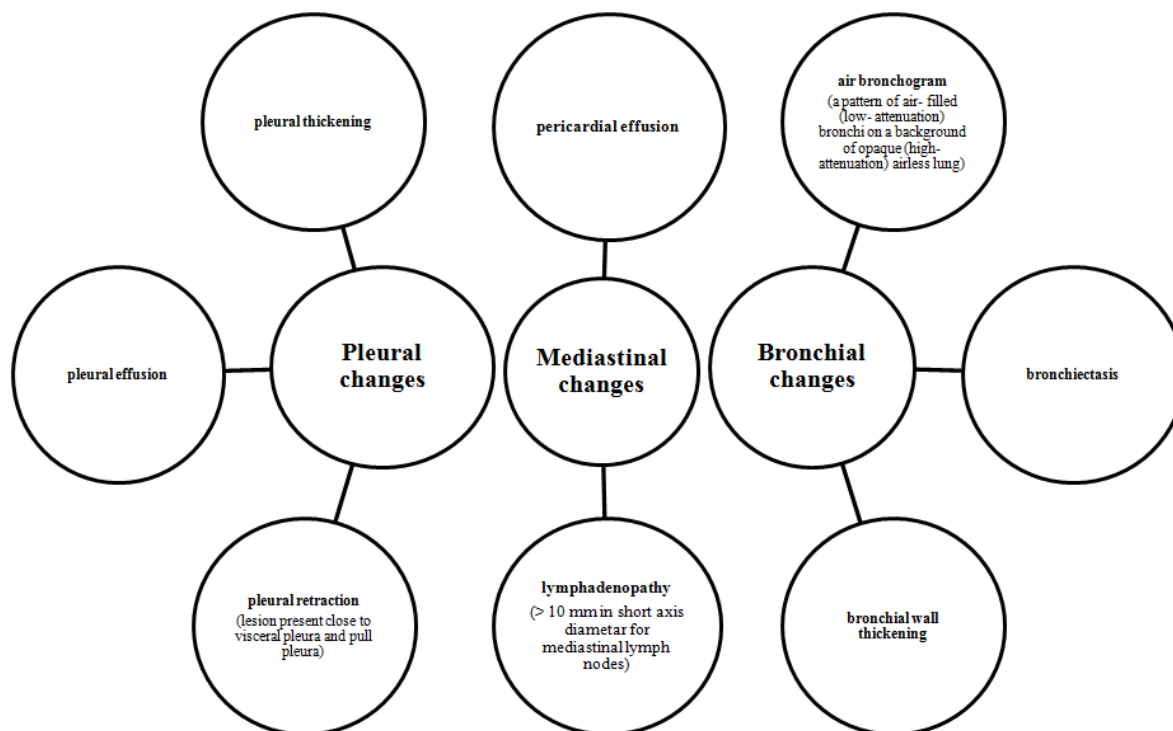 pleural thickening
pericardial effusion
air bronchogram
(a pattern of air- filled
(low- attenuation)
bronchi on a background
of opaque (high-
attenuation) airless lung)
pleural effusion
Pleural
changes
Mediastinal
changes
Bronchial
changes
bronchiectasis
pleural retraction
(lesion present close to
visceral pleura and pull
pleura)
lymphadenopathy
(> 10 mm in short axis
diametar for
mediastinal lymph
nodes)
bronchial wall
thickening